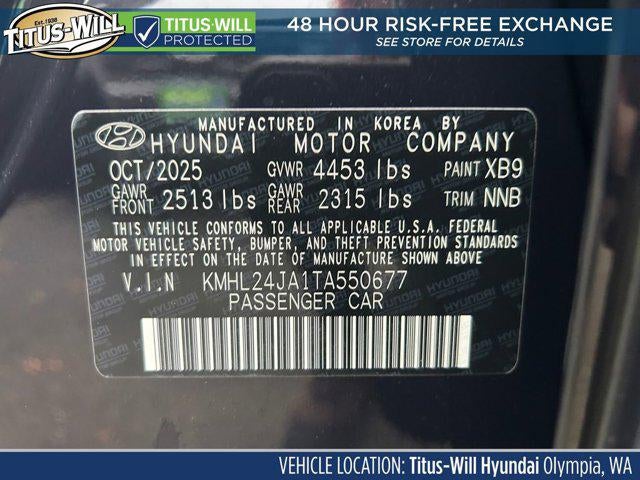 Est. 1938
TITUS-WILL
TITUS-WILL
PROTECTED
48 HOUR RISK-FREE EXCHANGE
SEE STORE FOR DETAILS
MANUFACTURED IN KOREA BY
HYUNDAI MOTOR COMPANY
OCT/2025 GVWR 4453 lbs PAINT XB9
GAWR FRONT 2513 lbs GAWR REAR 2315 lbs TRIM NNB
THIS VEHICLE CONFORMS TO ALL APPLICABLE U.S.A. FEDERAL
MOTOR VEHICLE SAFETY, BUMPER, AND THEFT PREVENTION STANDARDS
IN EFFECT ON THE DATE OF MANUFACTURE SHOWN ABOVE
V.I.N KMHL24JA1TA550677
PASSENGER CAR
VEHICLE LOCATION: Titus-Will Hyundai Olympia, WA